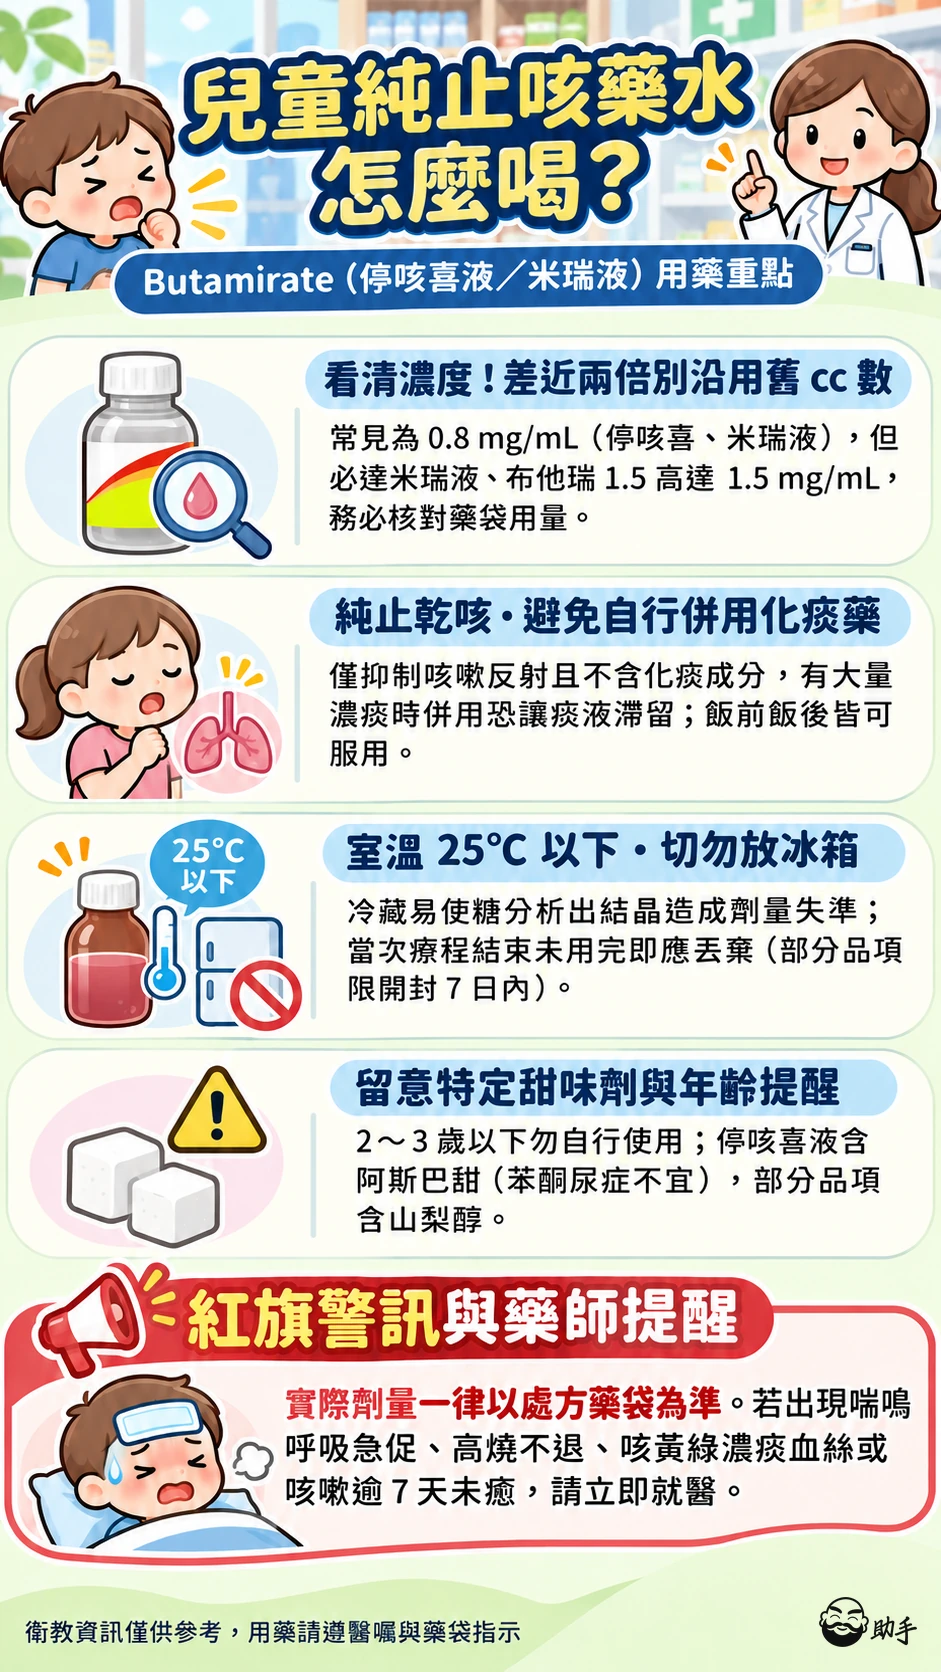 兒童純止咳藥水
怎麼喝?
Butamirate(停咳喜液/米瑞液)用藥重點
看清濃度!差近兩倍別沿用舊 cc 數
常見為 0.8 mg/mL(停咳喜、米瑞液),但
必達米瑞液、布他瑞 1.5 高達 1.5 mg/mL,
務必核對藥袋用量。
純止乾咳・避免自行併用化痰藥
僅抑制咳嗽反射且不含化痰成分,有大量
濃痰時併用恐讓痰液滯留;飯前飯後皆可
服用。
25°C
以下
室溫 25°C 以下・切勿放冰箱
冷藏易使糖分析出結晶造成劑量失準;
當次療程結束未用完即應丟棄(部分品項
限開封 7 日內)。
留意特定甜味劑與年齡提醒
2～3 歲以下勿自行使用;停咳喜液含
阿斯巴甜(苯酮尿症不宜),部分品項
含山梨醇。
紅旗警訊與藥師提醒
實際劑量一律以處方藥袋為準。若出現喘鳴
呼吸急促、高燒不退、咳黃綠濃痰血絲或
咳嗽逾 7 天未癒,請立即就醫。
衛教資訊僅供參考,用藥請遵醫囑與藥袋指示
助手